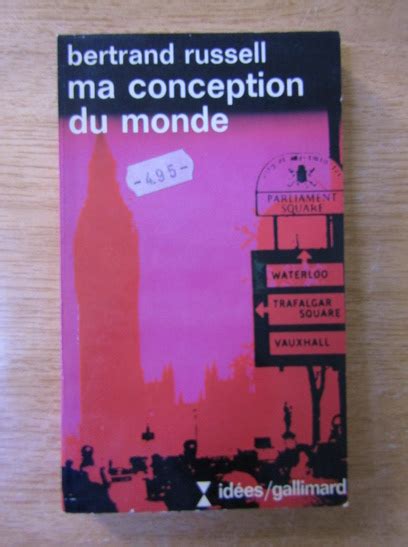 bertrand russell
ma conception
du monde
-4.95-
PARLIAMENT
SQUARE
WATERLOO
TRAFALGAR
SQUARE
VAUXHALL
idées/gallimard